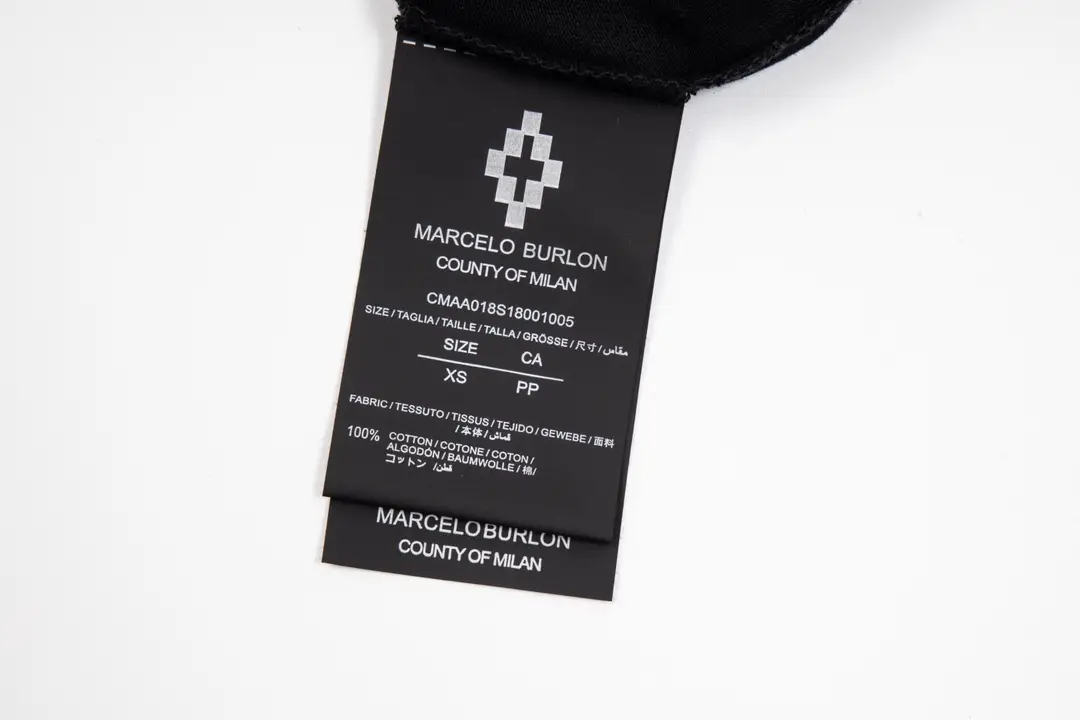 MARCELO BURLON
COUNTY OF MILAN
CMAA018S18001005
SIZE / TAGLIA / TAILLE / TALLA / GRÖSSE / 尺寸 / مقاس
SIZE CA
XS PP
FABRIC / TESSUTO / TISSUS / TEJIDO / GEWEBE / 面料
/ 本体 / قماش
100% COTTON / COTONE / COTON /
ALGODÓN / BAUMWOLLE / 棉 /
コットン / قطن
MARCELO BURLON
COUNTY OF MILAN